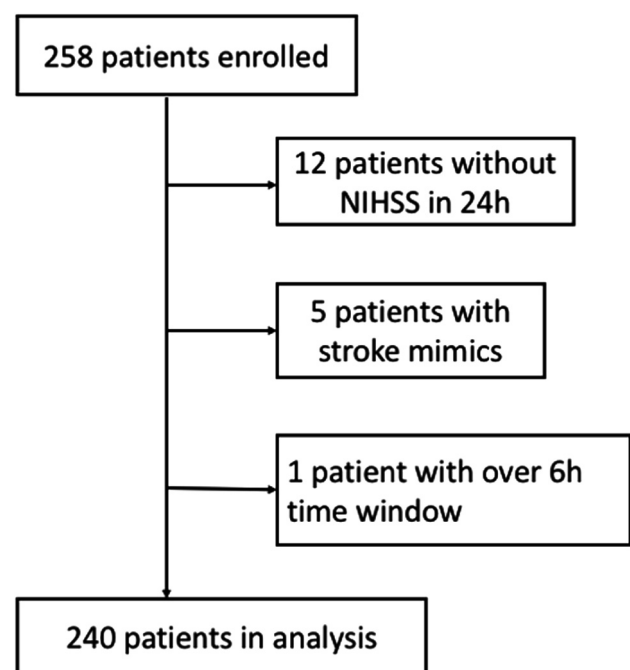 258 patients enrolled
12 patients without
NIHSS in 24h
5 patients with
stroke mimics
1 patient with over 6h
time window
240 patients in analysis